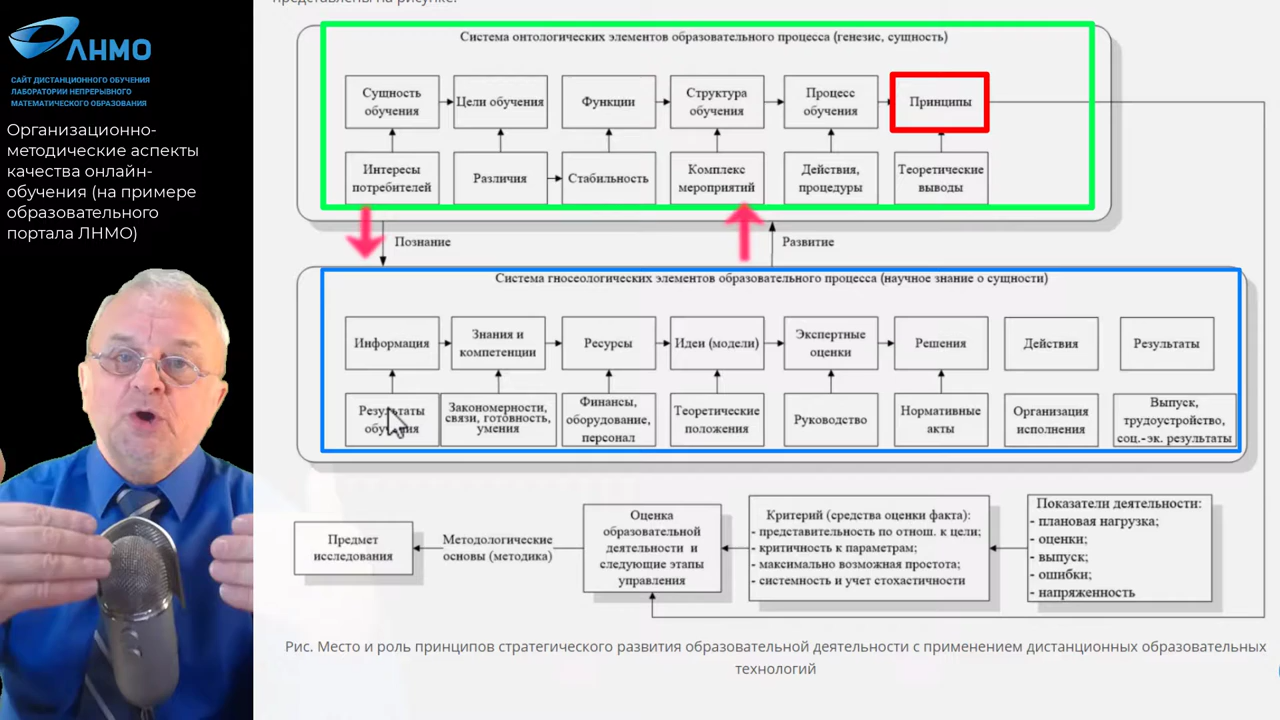 представлены на рисунке.
ЛНМО
САЙТ ДИСТАНЦИОННОГО ОБУЧЕНИЯ
ЛАБОРАТОРИИ НЕПРЕРЫВНОГО
МАТЕМАТИЧЕСКОГО ОБРАЗОВАНИЯ
Организационно-
методические аспекты
качества онлайн-
обучения (на примере
образовательного
портала ЛНМО)
Система онтологических элементов образовательного процесса (генезис, сущность)
Сущность
обучения
Цели обучения
Функции
Структура
обучения
Процесс
обучения
Принципы
Интересы
потребителей
Различия
Стабильность
Комплекс
мероприятий
Действия,
процедуры
Теоретические
выводы
Познание
Развитие
Система гносеологических элементов образовательного процесса (научное знание о сущности)
Информация
Знания и
компетенции
Ресурсы
Идеи (модели)
Экспертные
оценки
Решения
Действия
Результаты
Результаты
обучения
Закономерности,
связи, готовность,
умения
Финансы,
оборудование,
персонал
Теоретические
положения
Руководство
Нормативные
акты
Организация
исполнения
Выпуск,
трудоустройство,
соц.-эк. результаты
Предмет
исследования
Методологические
основы (методика)
Оценка
образовательной
деятельности и
следующие этапы
управления
Критерий (средства оценки факта):
- представительность по отнош. к цели;
- критичность к параметрам;
- максимально возможная простота;
- системность и учет стохастичности
Показатели деятельности:
- плановая нагрузка;
- оценки;
- выпуск;
- ошибки;
- напряженность
Рис. Место и роль принципов стратегического развития образовательной деятельности с применением дистанционных образовательных
технологий